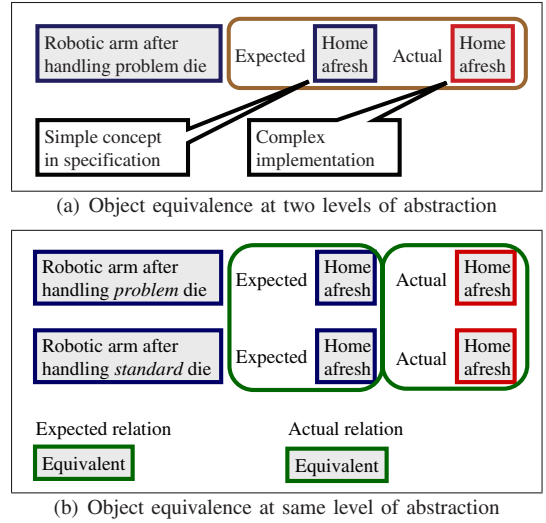 Robotic arm after
handling problem die
Expected
Home
afresh
Actual
Home
afresh
Simple concept
in specification
Complex
implementation
(a) Object equivalence at two levels of abstraction
Robotic arm after
handling problem die
Expected
Home
afresh
Actual
Home
afresh
Robotic arm after
handling standard die
Expected
Home
afresh
Actual
Home
afresh
Expected relation
Equivalent
Actual relation
Equivalent
(b) Object equivalence at same level of abstraction